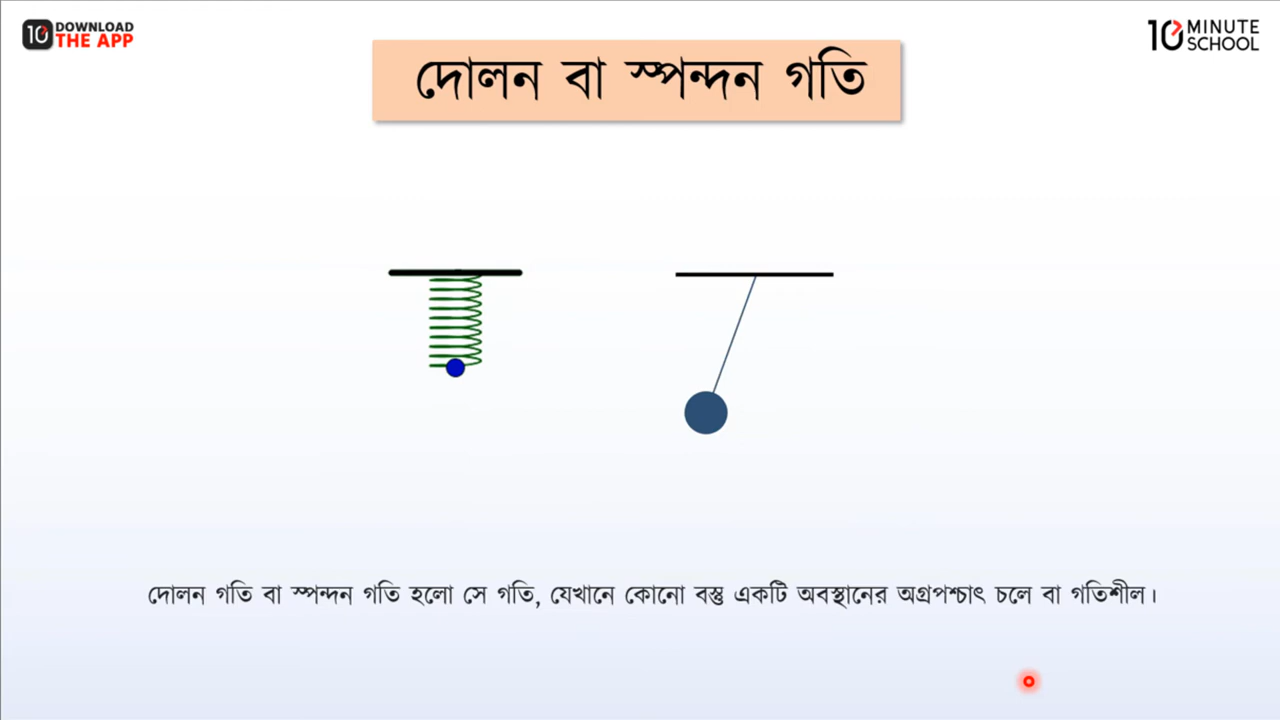 10 DOWNLOAD
THE APP
10 MINUTE
SCHOOL
দোলন বা স্পন্দন গতি
দোলন গতি বা স্পন্দন গতি হলো সে গতি, যেখানে কোনো বস্তু একটি অবস্থানের অগ্রপশ্চাৎ চলে বা গতিশীল।